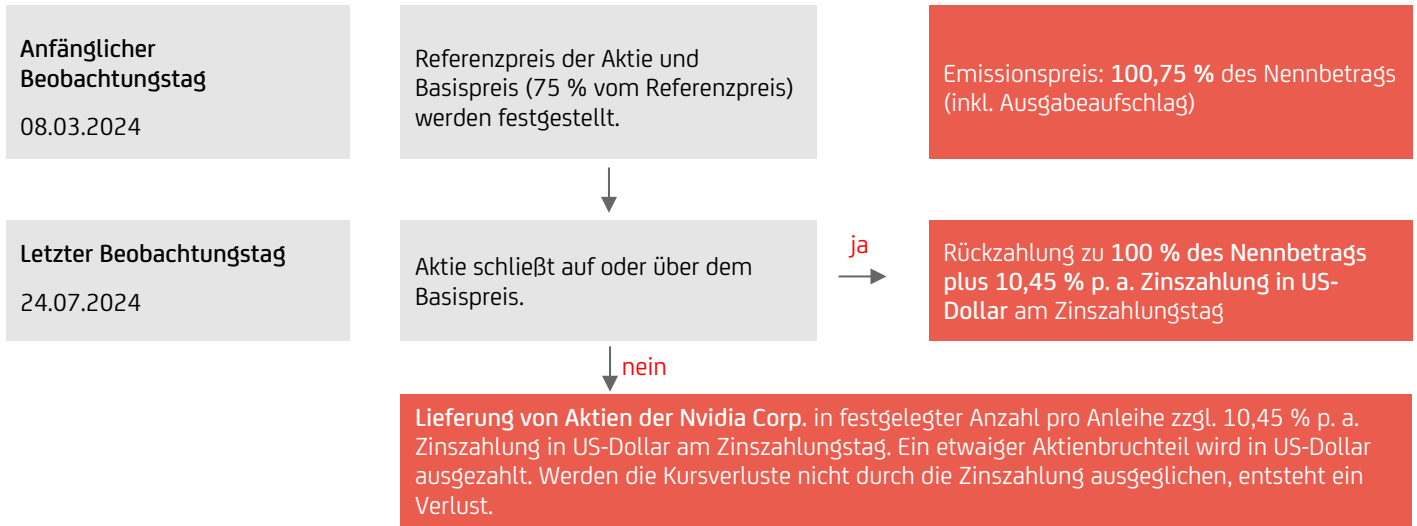 Anfänglicher
Beobachtungstag
08.03.2024
Referenzpreis der Aktie und
Basispreis (75 % vom Referenzpreis)
werden festgestellt.
Emissionspreis: 100,75 % des Nennbetrags
(inkl. Ausgabeaufschlag)
Letzter Beobachtungstag
24.07.2024
Aktie schließt auf oder über dem
Basispreis.
ja
Rückzahlung zu 100 % des Nennbetrags
plus 10,45 % p. a. Zinszahlung in US-
Dollar am Zinszahlungstag
nein
Lieferung von Aktien der Nvidia Corp. in festgelegter Anzahl pro Anleihe zzgl. 10,45 % p. a.
Zinszahlung in US-Dollar am Zinszahlungstag. Ein etwaiger Aktienbruchteil wird in US-Dollar
ausgezahlt. Werden die Kursverluste nicht durch die Zinszahlung ausgeglichen, entsteht ein
Verlust.